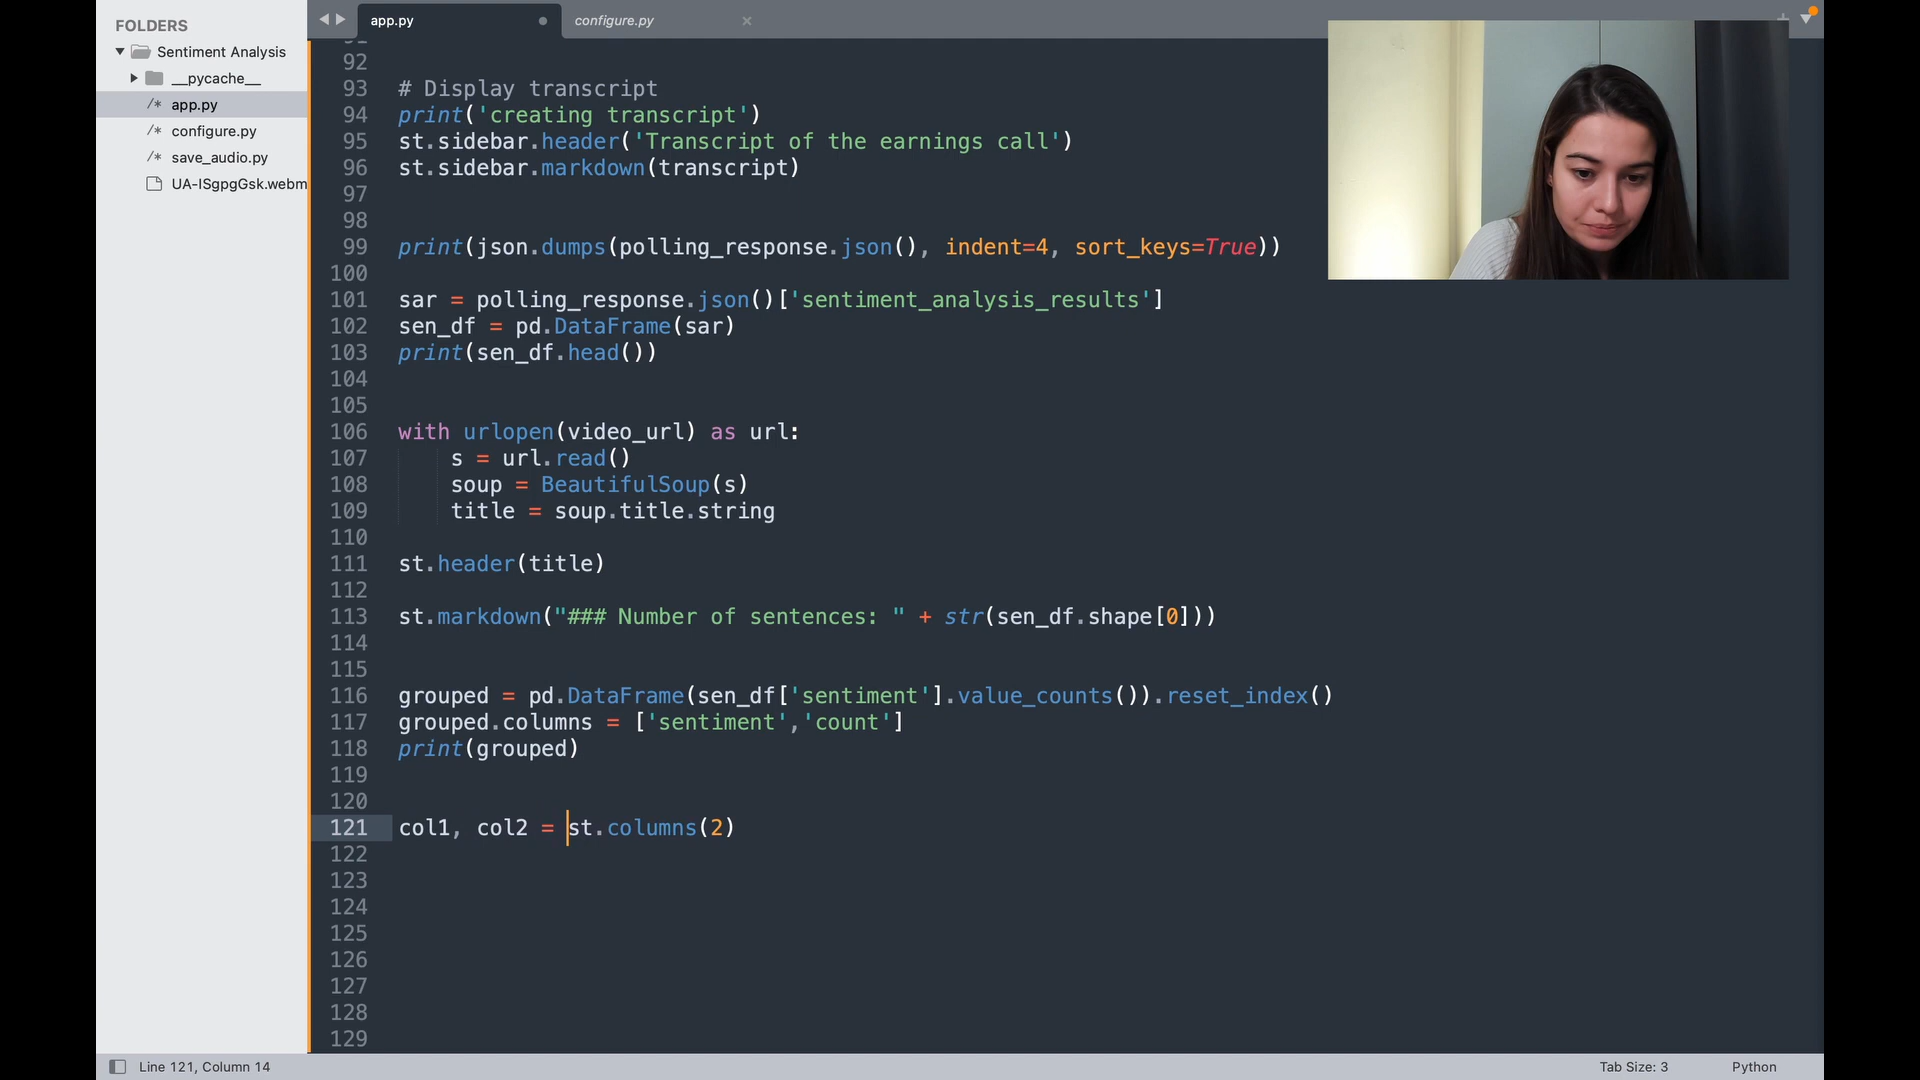 FOLDERS
Sentiment Analysis
__pycache__
/* app.py
/* configure.py
/* save_audio.py
UA-ISgpgGsk.webm
app.py
configure.py
92
93 # Display transcript
94 print('creating transcript')
95 st.sidebar.header('Transcript of the earnings call')
96 st.sidebar.markdown(transcript)
97
98
99 print(json.dumps(polling_response.json(), indent=4, sort_keys=True))
100
101 sar = polling_response.json()['sentiment_analysis_results']
102 sen_df = pd.DataFrame(sar)
103 print(sen_df.head())
104
105
106 with urlopen(video_url) as url:
107 s = url.read()
108 soup = BeautifulSoup(s)
109 title = soup.title.string
110
111 st.header(title)
112
113 st.markdown("### Number of sentences: " + str(sen_df.shape[0]))
114
115
116 grouped = pd.DataFrame(sen_df['sentiment'].value_counts()).reset_index()
117 grouped.columns = ['sentiment','count']
118 print(grouped)
119
120
121 col1, col2 = st.columns(2)
122
123
124
125
126
127
128
129
Line 121, Column 14
Tab Size: 3
Python